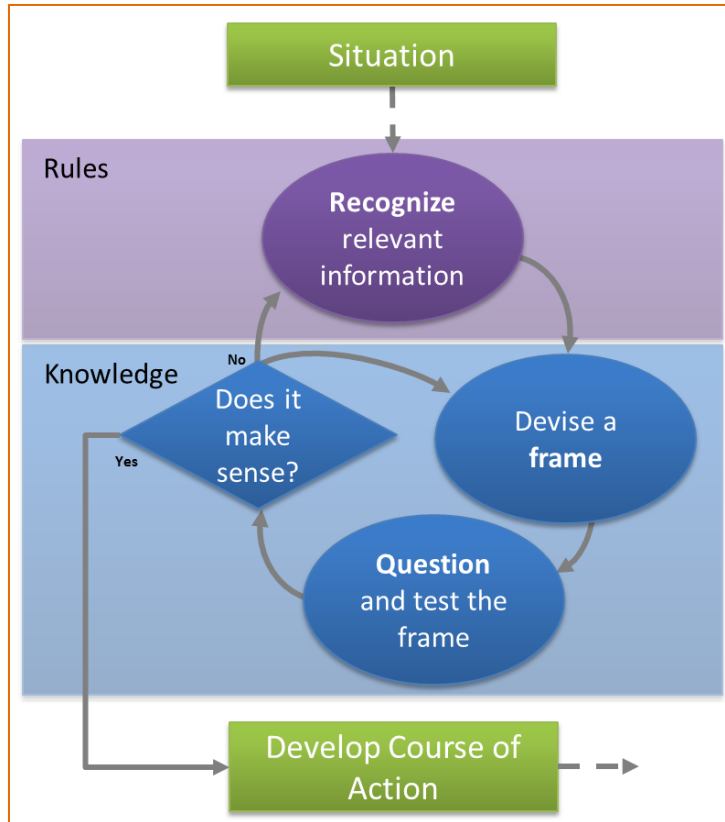 Situation
Rules
Recognize
relevant
information
No
Knowledge
Does it
make
sense?
Devise a
frame
Yes
Question
and test the
frame
Develop Course of
Action